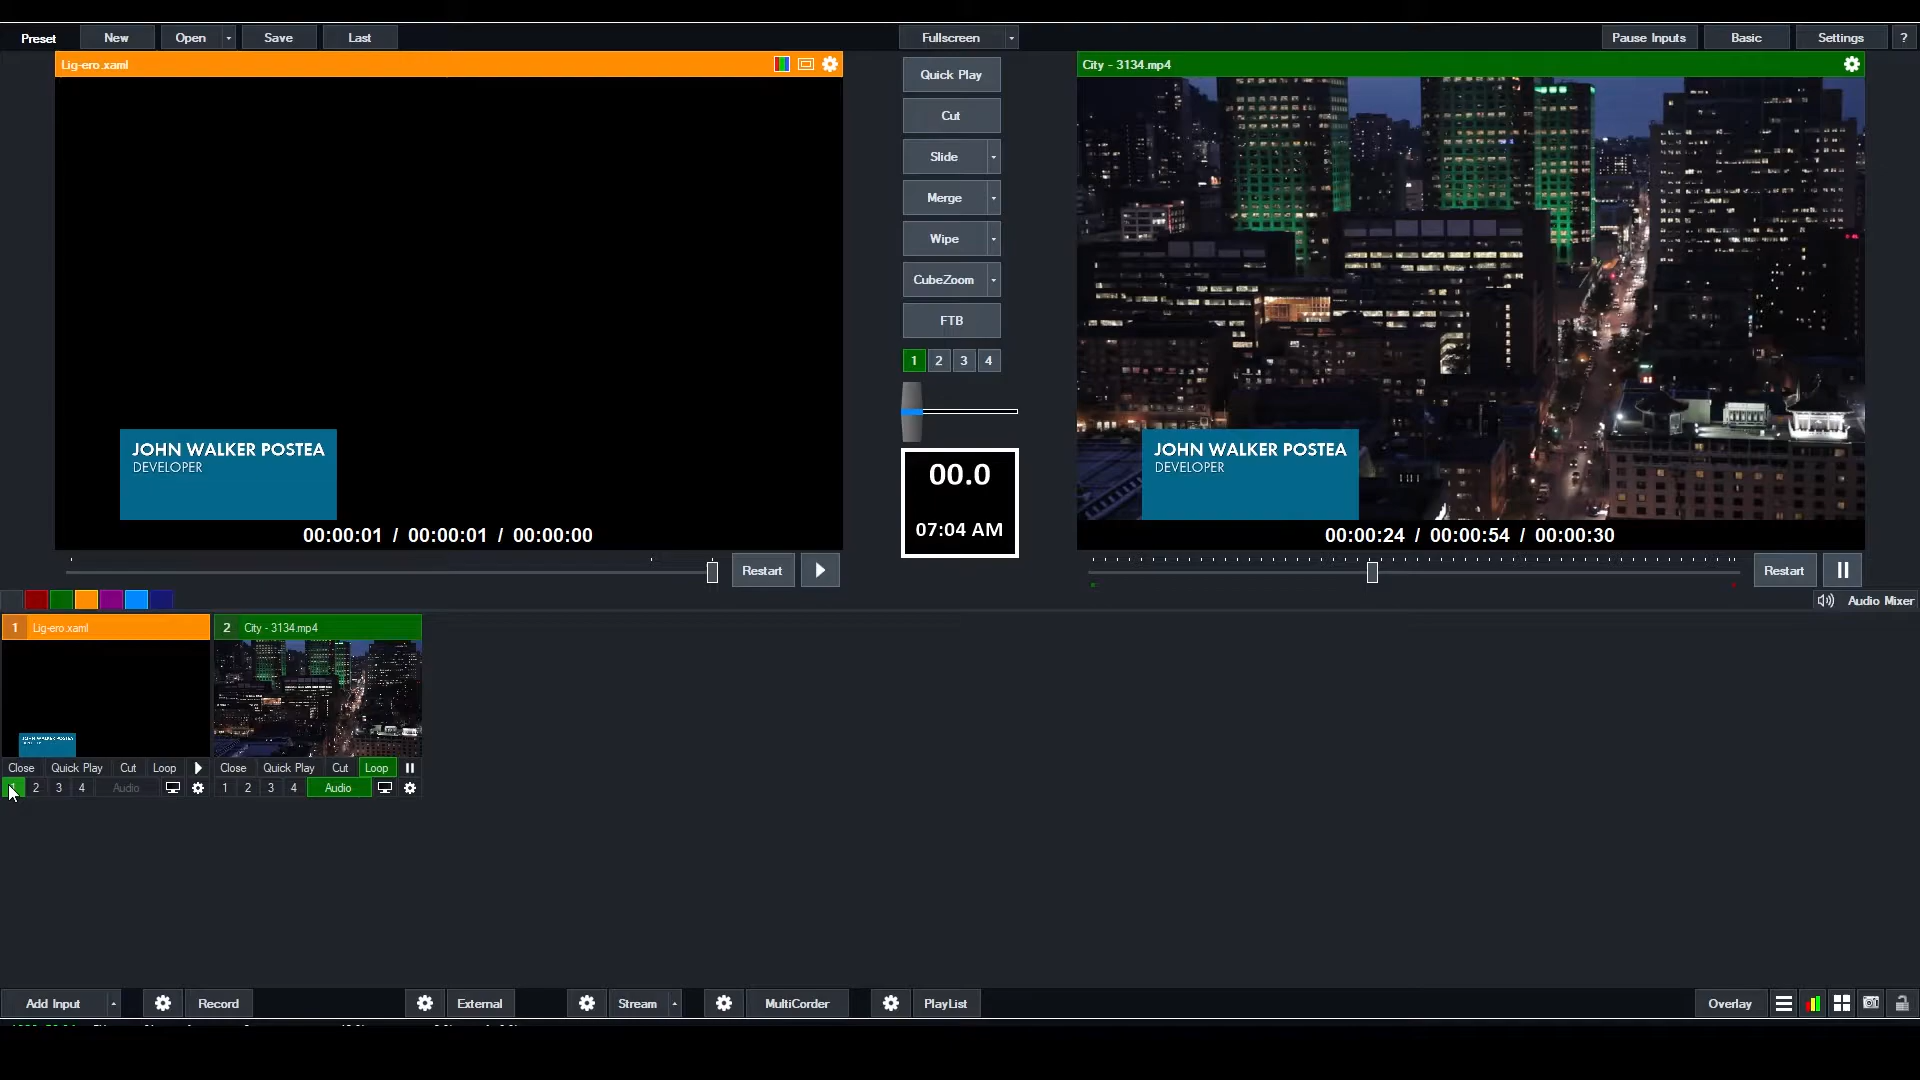 Preset New Open Save Last Fullscreen Pause Inputs Basic Settings ?
Lig-ero.xaml
City - 3134.mp4
Quick Play
Cut
Slide
Merge
Wipe
CubeZoom
FTB
1 2 3 4
JOHN WALKER POSTEA
DEVELOPER
00:00:01 / 00:00:01 / 00:00:00
Restart
00.0
07:04 AM
JOHN WALKER POSTEA
DEVELOPER
00:00:24 / 00:00:54 / 00:00:30
Restart
Audio Mixer
1 Lig-ero.xaml
2 City - 3134.mp4
JOHN WALKER POSTEA
Close Quick Play Cut Loop
2 3 4 Audio
Close Quick Play Cut Loop
1 2 3 4 Audio
Add Input Record External Stream MultiCorder PlayList Overlay